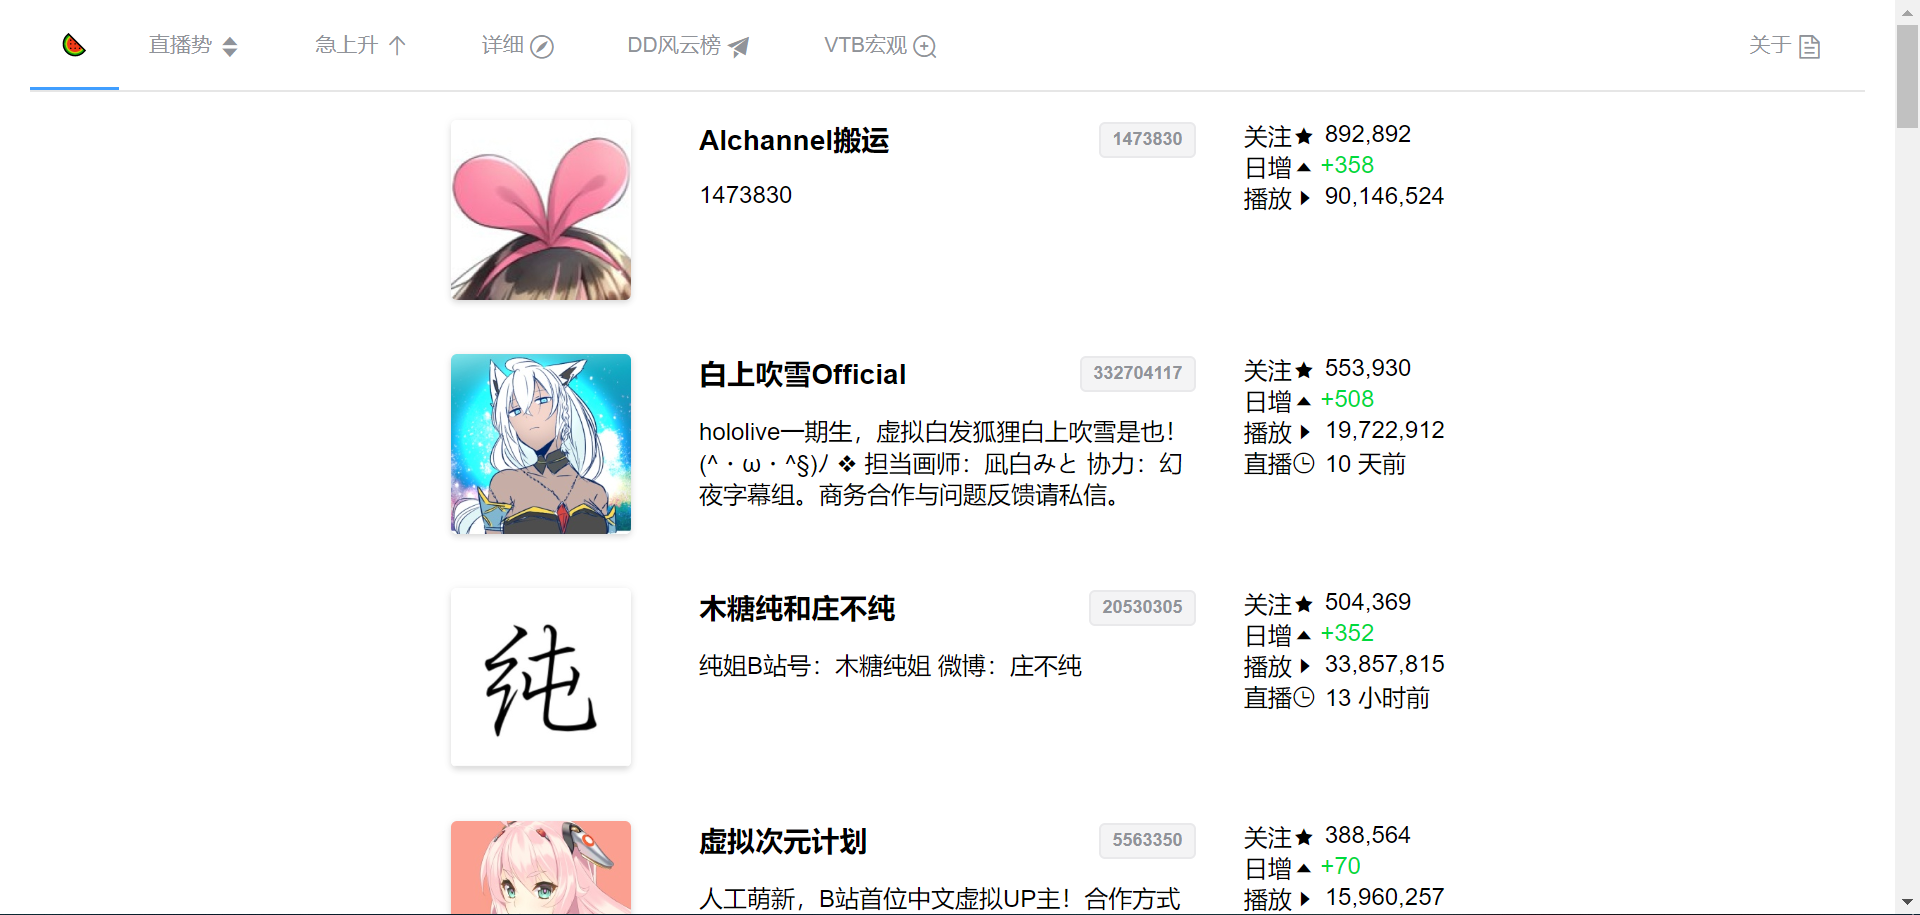 直播势
急上升
详细
DD风云榜
VTB宏观
关于
AIchannel搬运
1473830
1473830
关注 892,892
日增 +358
播放 90,146,524
白上吹雪Official
332704117
hololive一期生，虚拟白发狐狸白上吹雪是也！
(^・ω・^§)ﾉ ❖ 担当画师：凪白みと 协力：幻
夜字幕组。商务合作与问题反馈请私信。
关注 553,930
日增 +508
播放 19,722,912
直播 10 天前
木糖纯和庄不纯
20530305
纯姐B站号：木糖纯姐 微博：庄不纯
关注 504,369
日增 +352
播放 33,857,815
直播 13 小时前
纯
虚拟次元计划
5563350
人工萌新，B站首位中文虚拟UP主！合作方式
关注 388,564
日增 +70
播放 15,960,257